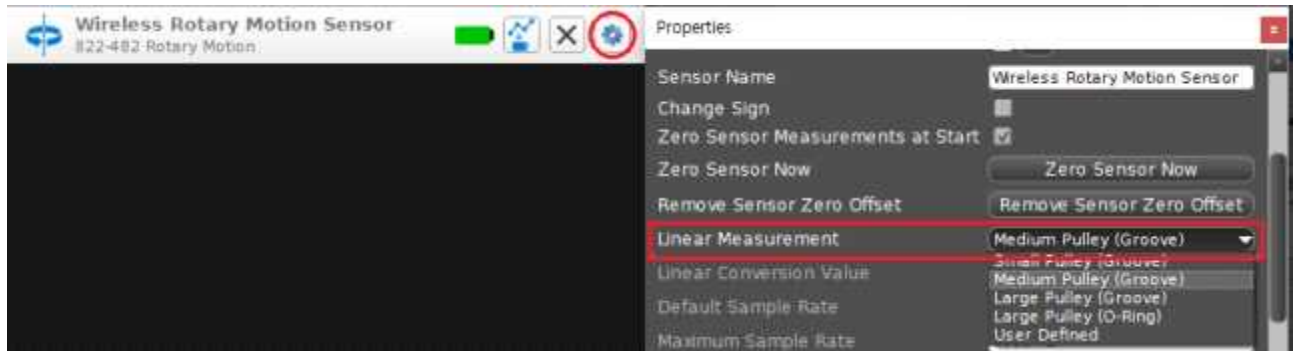 Wireless Rotary Motion Sensor
822-482 Rotary Motion
Properties
Sensor Name
Wireless Rotary Motion Sensor
Change Sign
Zero Sensor Measurements at Start
Zero Sensor Now
Zero Sensor Now
Remove Sensor Zero Offset
Remove Sensor Zero Offset
Linear Measurement
Medium Pulley (Groove)
Small Pulley (Groove)
Linear Conversion Value
Medium Pulley (Groove)
Large Pulley (Groove)
Default Sample Rate
Large Pulley (O-Ring)
User Defined
Maximum Sample Rate